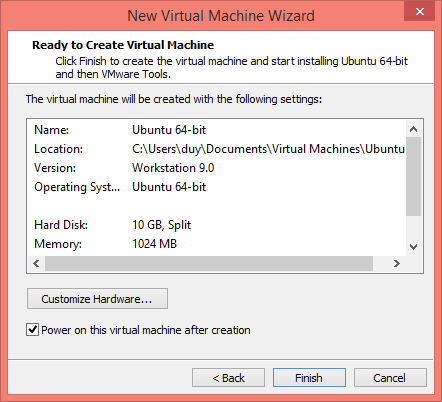 New Virtual Machine Wizard
Ready to Create Virtual Machine
Click Finish to create the virtual machine and start installing Ubuntu 64-bit
and then VMware Tools.
The virtual machine will be created with the following settings:
Name: Ubuntu 64-bit
Location: C:\Users\duy\Documents\Virtual Machines\Ubuntu
Version: Workstation 9.0
Operating Syst... Ubuntu 64-bit
Hard Disk: 10 GB, Split
Memory: 1024 MB
Customize Hardware...
Power on this virtual machine after creation
< Back Finish Cancel